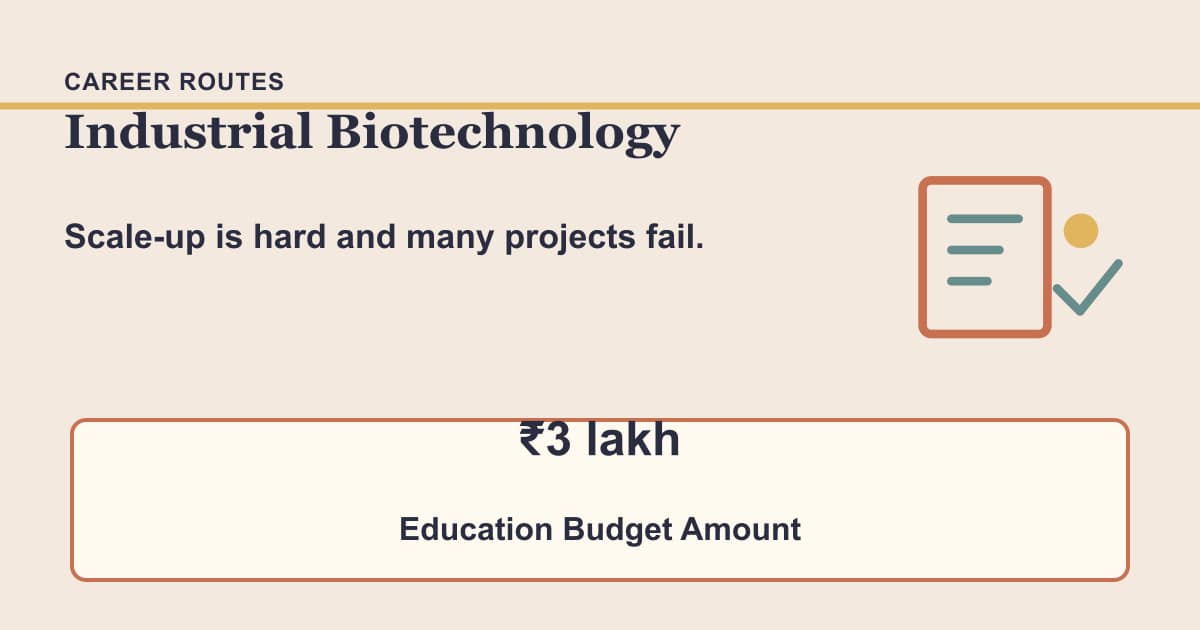 CAREER ROUTES
Industrial Biotechnology
Scale-up is hard and many projects fail.
₹3 lakh
Education Budget Amount